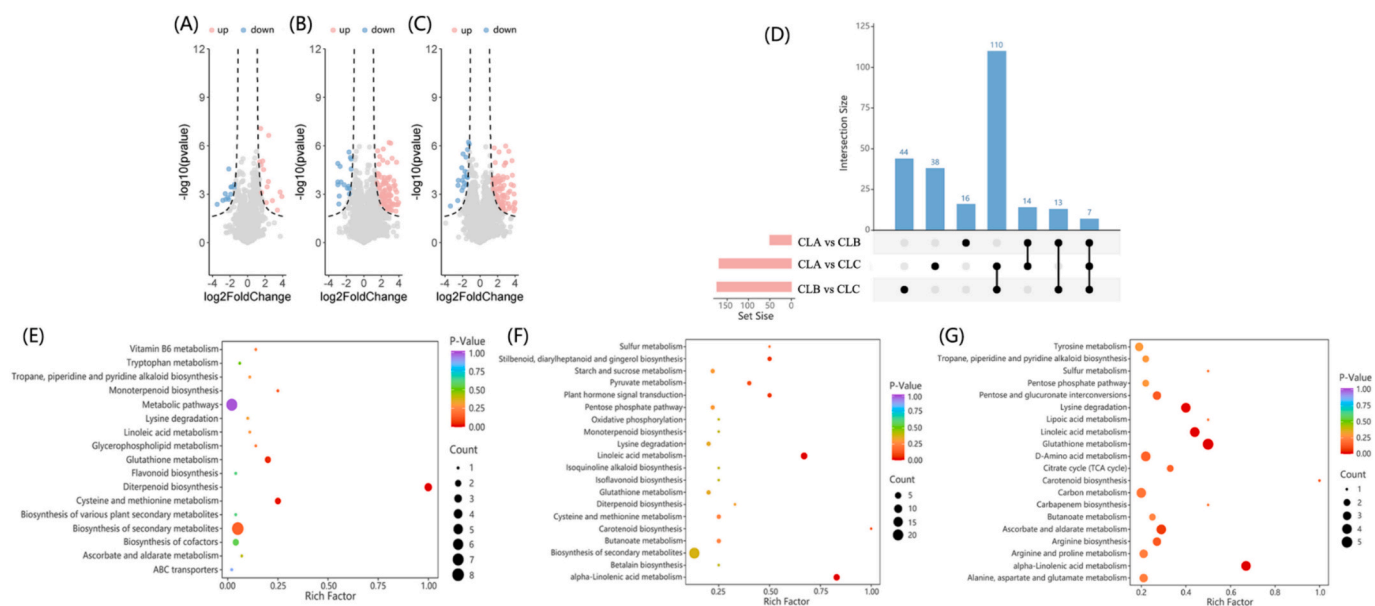 (A)
up down
12
9
6
3
0
-log10(pvalue)
-4 -2 0 2 4
log2FoldChange
(B)
up down
12
9
6
3
0
-log10(pvalue)
-4 -2 0 2 4
log2FoldChange
(C)
up down
12
9
6
3
0
-log10(pvalue)
-4 -2 0 2 4
log2FoldChange
(D)
125
100
75
50
25
0
Intersection Size
44 38 16 110 14 13 7
CLA vs CLB
CLA vs CLC
CLB vs CLC
150 100 50 0
Set Size
(E)
Vitamin B6 metabolism
Tryptophan metabolism
Tropane, piperidine and pyridine alkaloid biosynthesis
Monoterpenoid biosynthesis
Metabolic pathways
Lysine degradation
Linoleic acid metabolism
Glycerophospholipid metabolism
Glutathione metabolism
Flavonoid biosynthesis
Diterpenoid biosynthesis
Cysteine and methionine metabolism
Biosynthesis of various plant secondary metabolites
Biosynthesis of secondary metabolites
Biosynthesis of cofactors
Ascorbate and aldarate metabolism
ABC transporters
0.00 0.25 0.50 0.75 1.00
Rich Factor
P-Value
1.00
0.75
0.50
0.25
0.00
Count
1
2
3
4
5
6
7
8
(F)
Sulfur metabolism
Stilbenoid, diarylheptanoid and gingerol biosynthesis
Starch and sucrose metabolism
Pyruvate metabolism
Plant hormone signal transduction
Pentose phosphate pathway
Oxidative phosphorylation
Monoterpenoid biosynthesis
Lysine degradation
Linoleic acid metabolism
Isoquinoline alkaloid biosynthesis
Isoflavonoid biosynthesis
Glutathione metabolism
Diterpenoid biosynthesis
Cysteine and methionine metabolism
Carotenoid biosynthesis
Butanoate metabolism
Biosynthesis of secondary metabolites
Betalain biosynthesis
alpha-Linolenic acid metabolism
0.25 0.50 0.75 1.00
Rich Factor
P-Value
1.00
0.75
0.50
0.25
0.00
Count
5
10
15
20
(G)
Tyrosine metabolism
Tropane, piperidine and pyridine alkaloid biosynthesis
Sulfur metabolism
Pentose phosphate pathway
Pentose and glucuronate interconversions
Lysine degradation
Lipoic acid metabolism
Linoleic acid metabolism
Glutathione metabolism
D-Amino acid metabolism
Citrate cycle (TCA cycle)
Carotenoid biosynthesis
Carbon metabolism
Carbapenem biosynthesis
Butanoate metabolism
Ascorbate and aldarate metabolism
Arginine biosynthesis
Arginine and proline metabolism
alpha-Linolenic acid metabolism
Alanine, aspartate and glutamate metabolism
0.2 0.4 0.6 0.8 1.0
Rich Factor
P-Value
1.00
0.75
0.50
0.25
0.00
Count
1
2
3
4
5